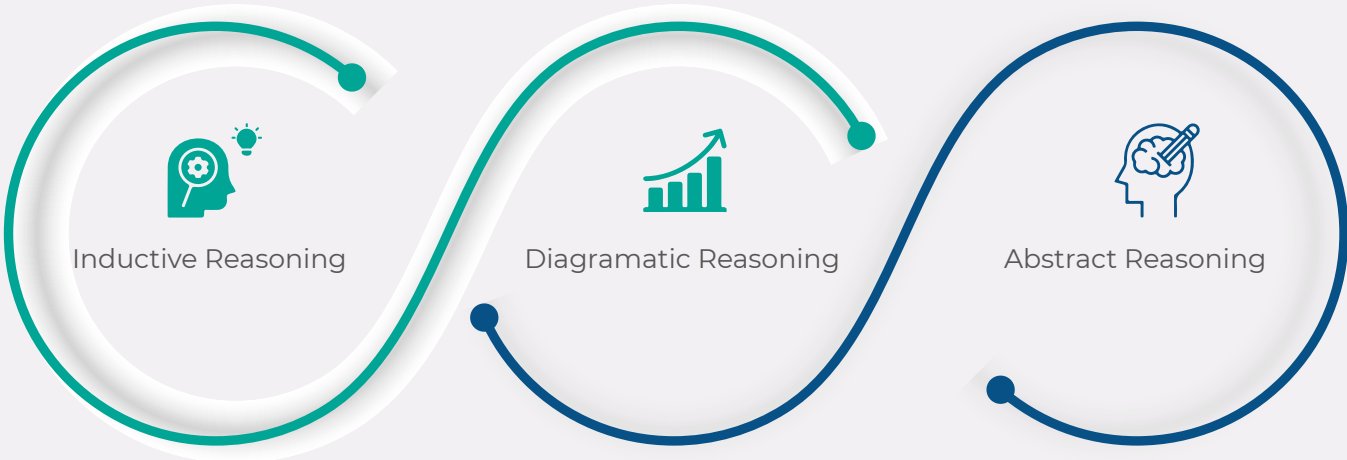 Inductive Reasoning
Diagramatic Reasoning
Abstract Reasoning